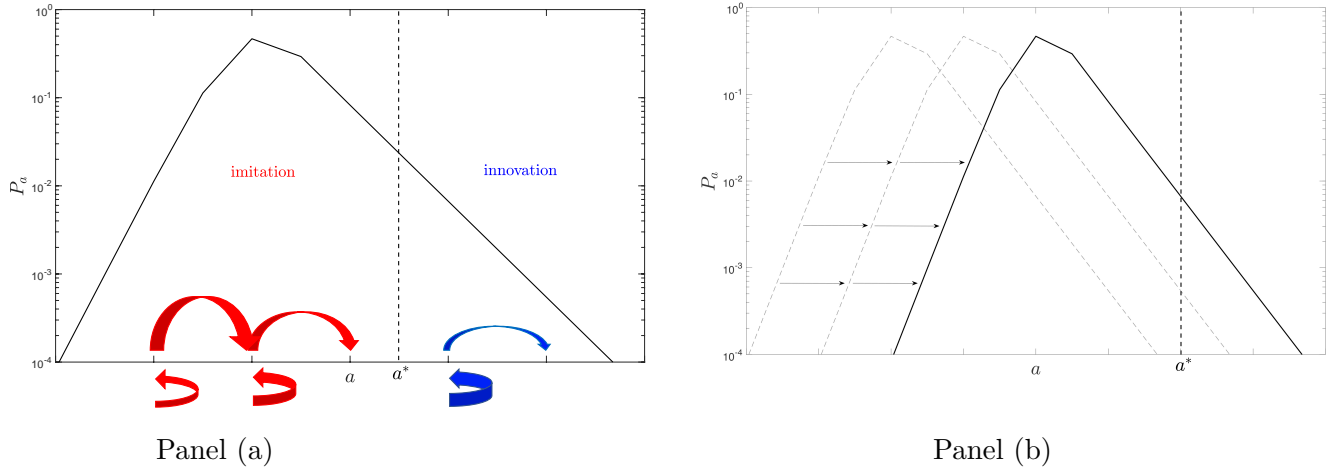 10^0
10^-1
10^-2
10^-3
10^-4
P_a
imitation
innovation
a
a*
Panel (a)
10^0
10^-1
10^-2
10^-3
10^-4
P_a
a
a*
Panel (b)